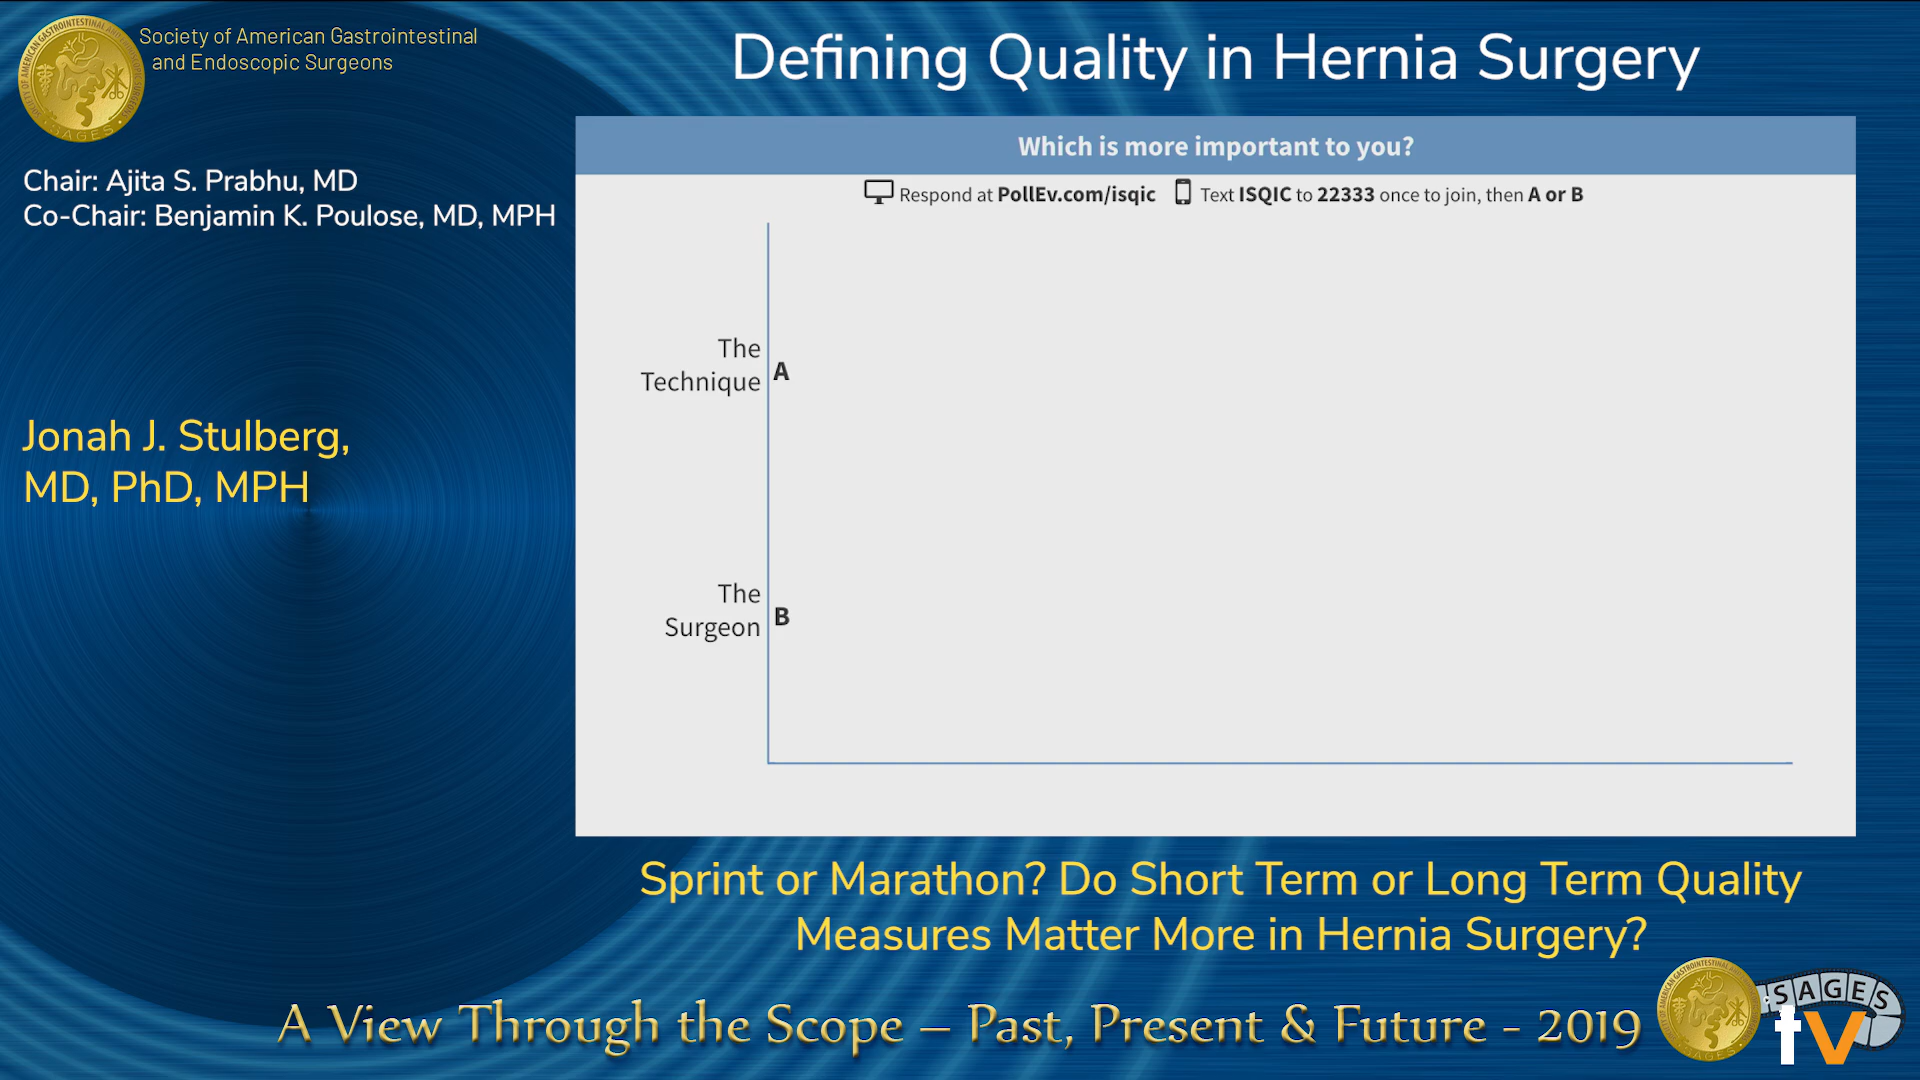 Society of American Gastrointestinal
and Endoscopic Surgeons
Defining Quality in Hernia Surgery
Chair: Ajita S. Prabhu, MD
Co-Chair: Benjamin K. Poulose, MD, MPH
Jonah J. Stulberg,
MD, PhD, MPH
Which is more important to you?
Respond at PollEv.com/isqic Text ISQIC to 22333 once to join, then A or B
The
Technique
A
The
Surgeon
B
Sprint or Marathon? Do Short Term or Long Term Quality
Measures Matter More in Hernia Surgery?
A View Through the Scope – Past, Present & Future - 2019
SAGES
tv